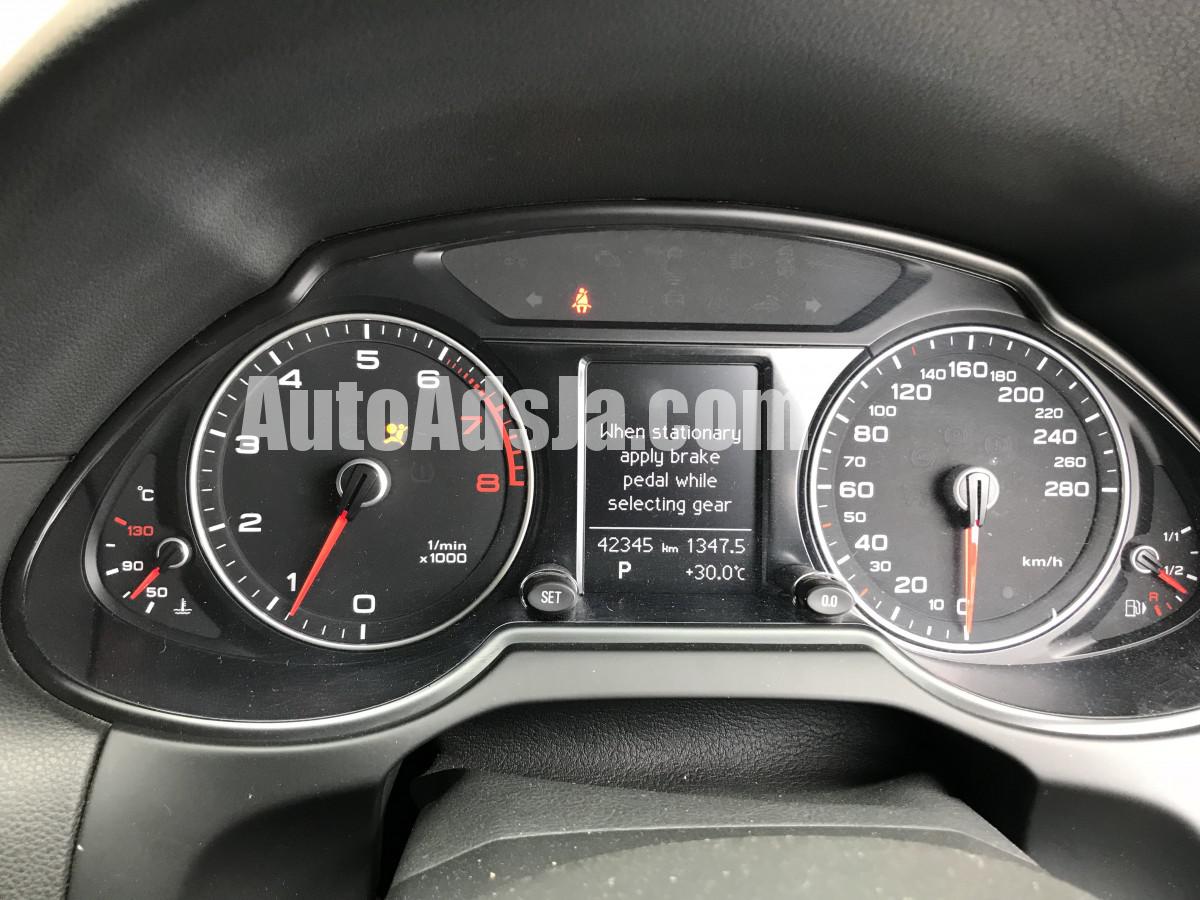 AutoAdsJa.com
5
4
6
3
7
2
8
1
0
1/min
x1000
°C
130
90
50
When stationary
apply brake
pedal while
selecting gear
42345 km 1347.5
P +30.0°C
SET
0.0
140 160 180
120 200
100 220
80 240
70 260
60 280
50
40
30
20
10 0
km/h
1/1
1/2
R